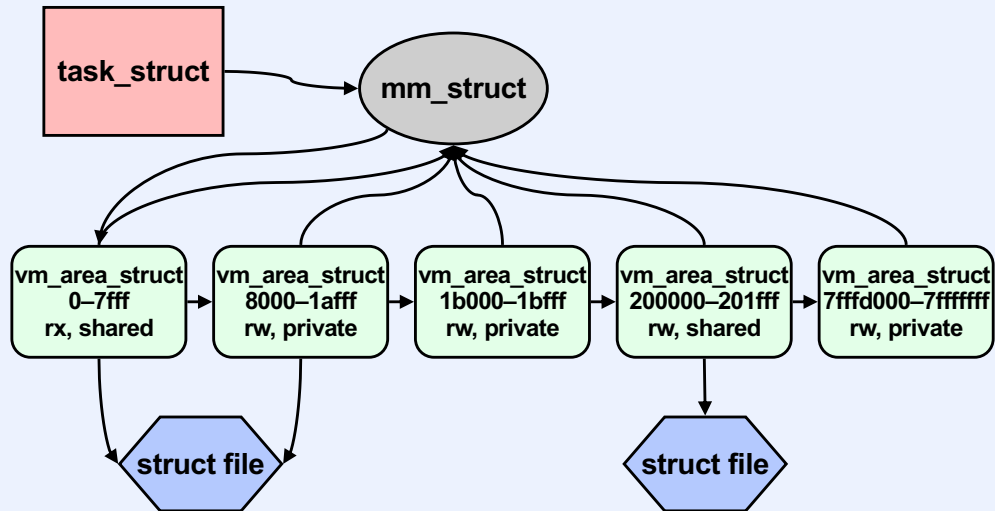 task_struct
mm_struct
vm_area_struct
0–7fff
rx, shared
vm_area_struct
8000–1afff
rw, private
vm_area_struct
1b000–1bfff
rw, private
vm_area_struct
200000–201fff
rw, shared
vm_area_struct
7fffd000–7fffffff
rw, private
struct file
struct file